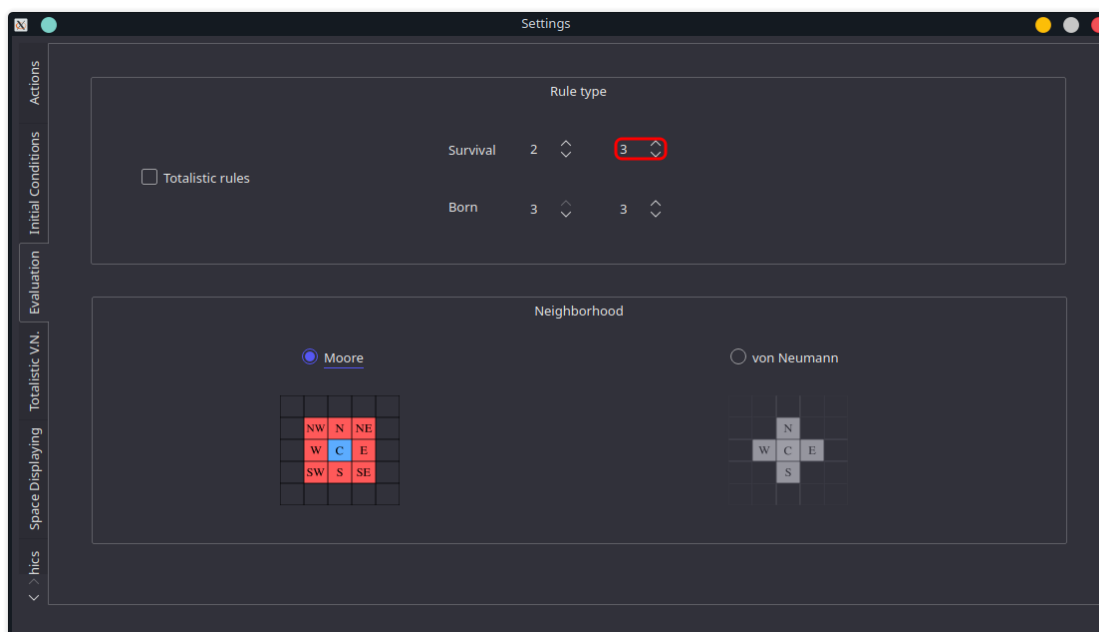 Settings
Actions
Initial Conditions
Evaluation
Totalistic V.N.
Space Displaying
hics
Rule type
Totalistic rules
Survival 2 3
Born 3 3
Neighborhood
Moore
NW N NE
W C E
SW S SE
von Neumann
N
W C E
S